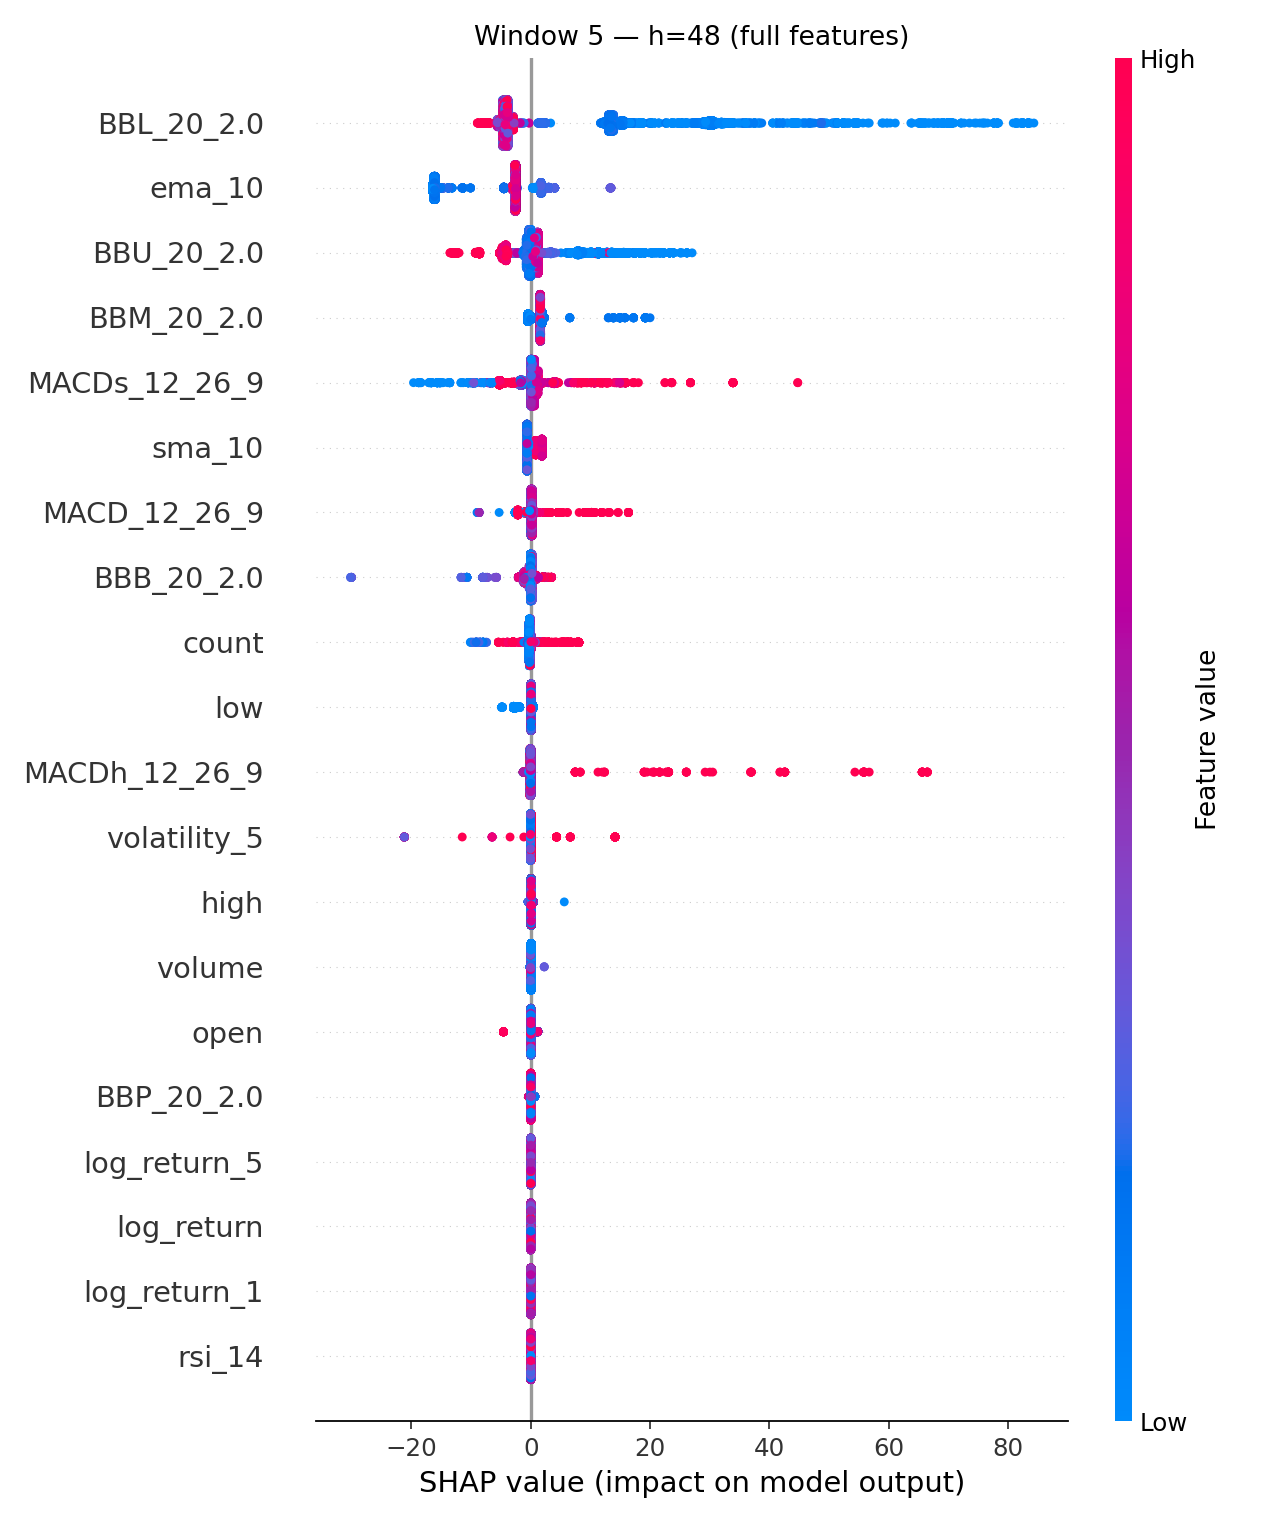 Window 5 — h=48 (full features)
High
BBL_20_2.0
ema_10
BBU_20_2.0
BBM_20_2.0
MACDs_12_26_9
sma_10
MACD_12_26_9
BBB_20_2.0
count
low
MACDh_12_26_9
volatility_5
high
volume
open
BBP_20_2.0
log_return_5
log_return
log_return_1
rsi_14
Feature value
Low
−20 0 20 40 60 80
SHAP value (impact on model output)